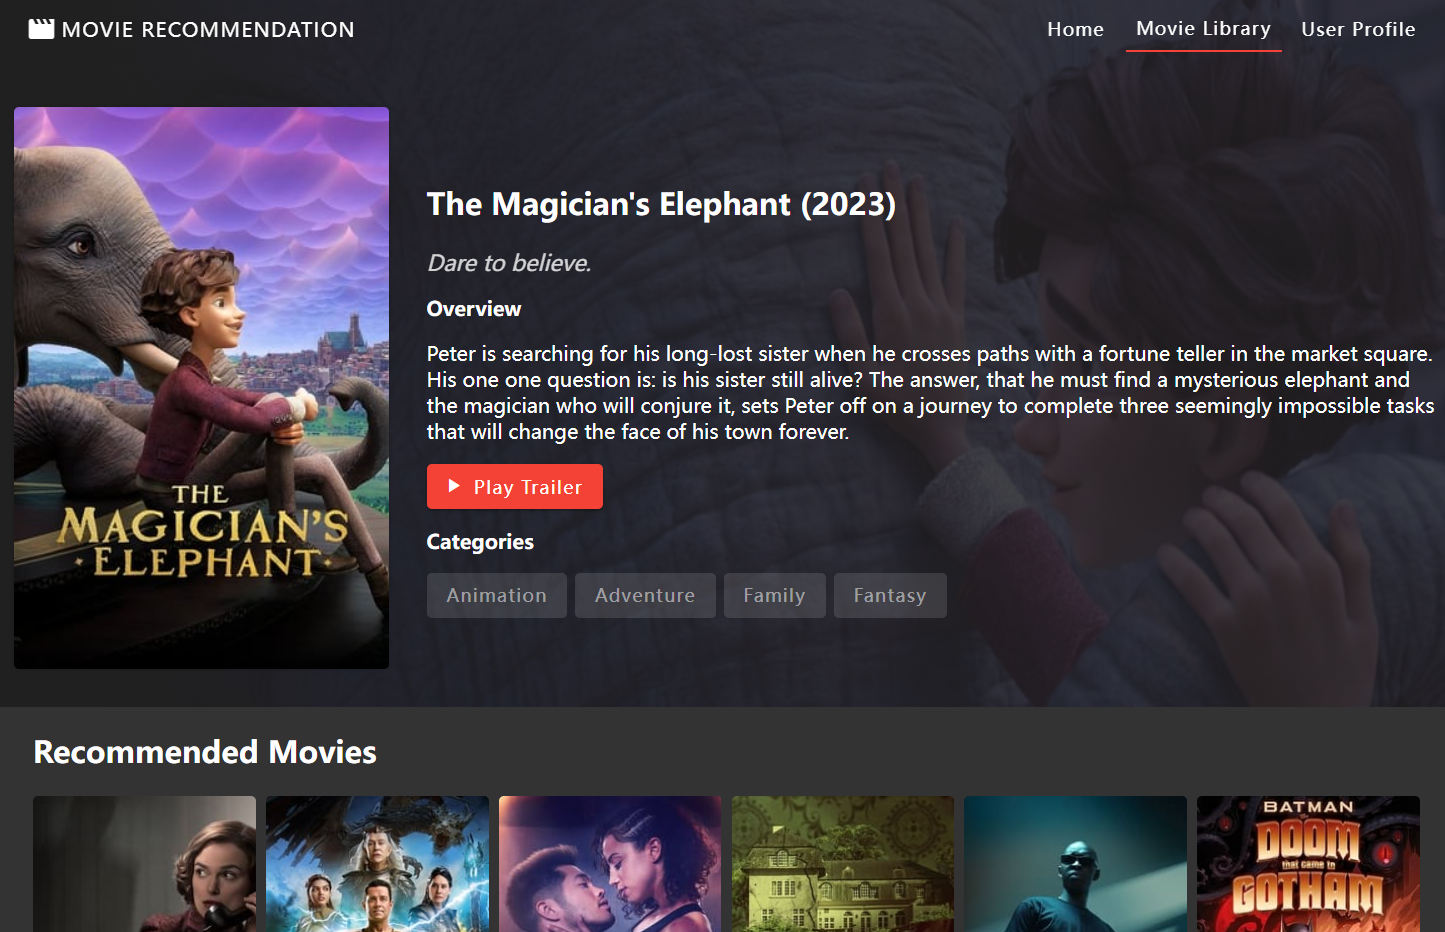 MOVIE RECOMMENDATION
Home
Movie Library
User Profile
THE
MAGICIAN'S
ELEPHANT
The Magician's Elephant (2023)
Dare to believe.
Overview
Peter is searching for his long-lost sister when he crosses paths with a fortune teller in the market square.
His one one question is: is his sister still alive? The answer, that he must find a mysterious elephant and
the magician who will conjure it, sets Peter off on a journey to complete three seemingly impossible tasks
that will change the face of his town forever.
Play Trailer
Categories
Animation
Adventure
Family
Fantasy
Recommended Movies
BATMAN
THE DOOM
that came to
GOTHAM